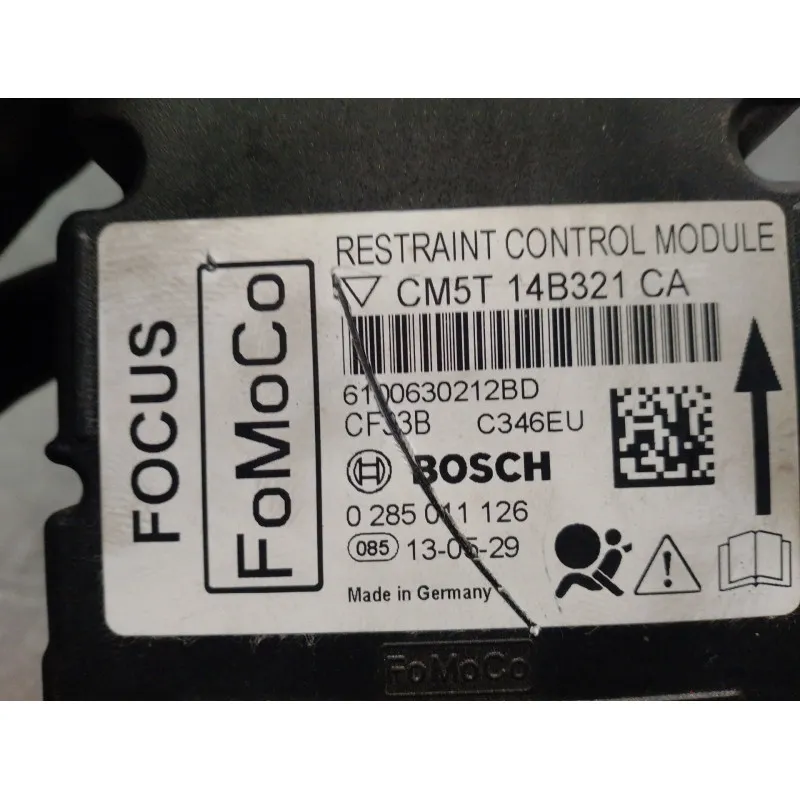 FOCUS
FoMoCo
RESTRAINT CONTROL MODULE
CM5T 14B321 CA
6100630212BD
CF33B C346EU
BOSCH
0 285 011 126
085 13-05-29
Made in Germany
FoMoCo